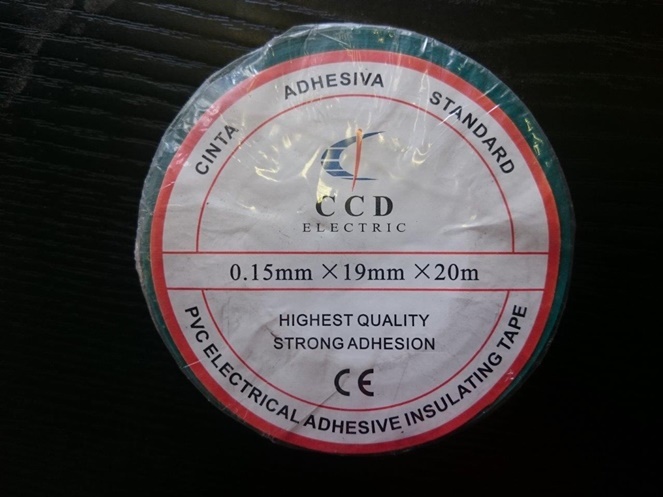 CINTA ADHESIVA STANDARD
CCD
ELECTRIC
0.15mm ×19mm ×20m
HIGHEST QUALITY
STRONG ADHESION
CE
PVC ELECTRICAL ADHESIVE INSULATING TAPE